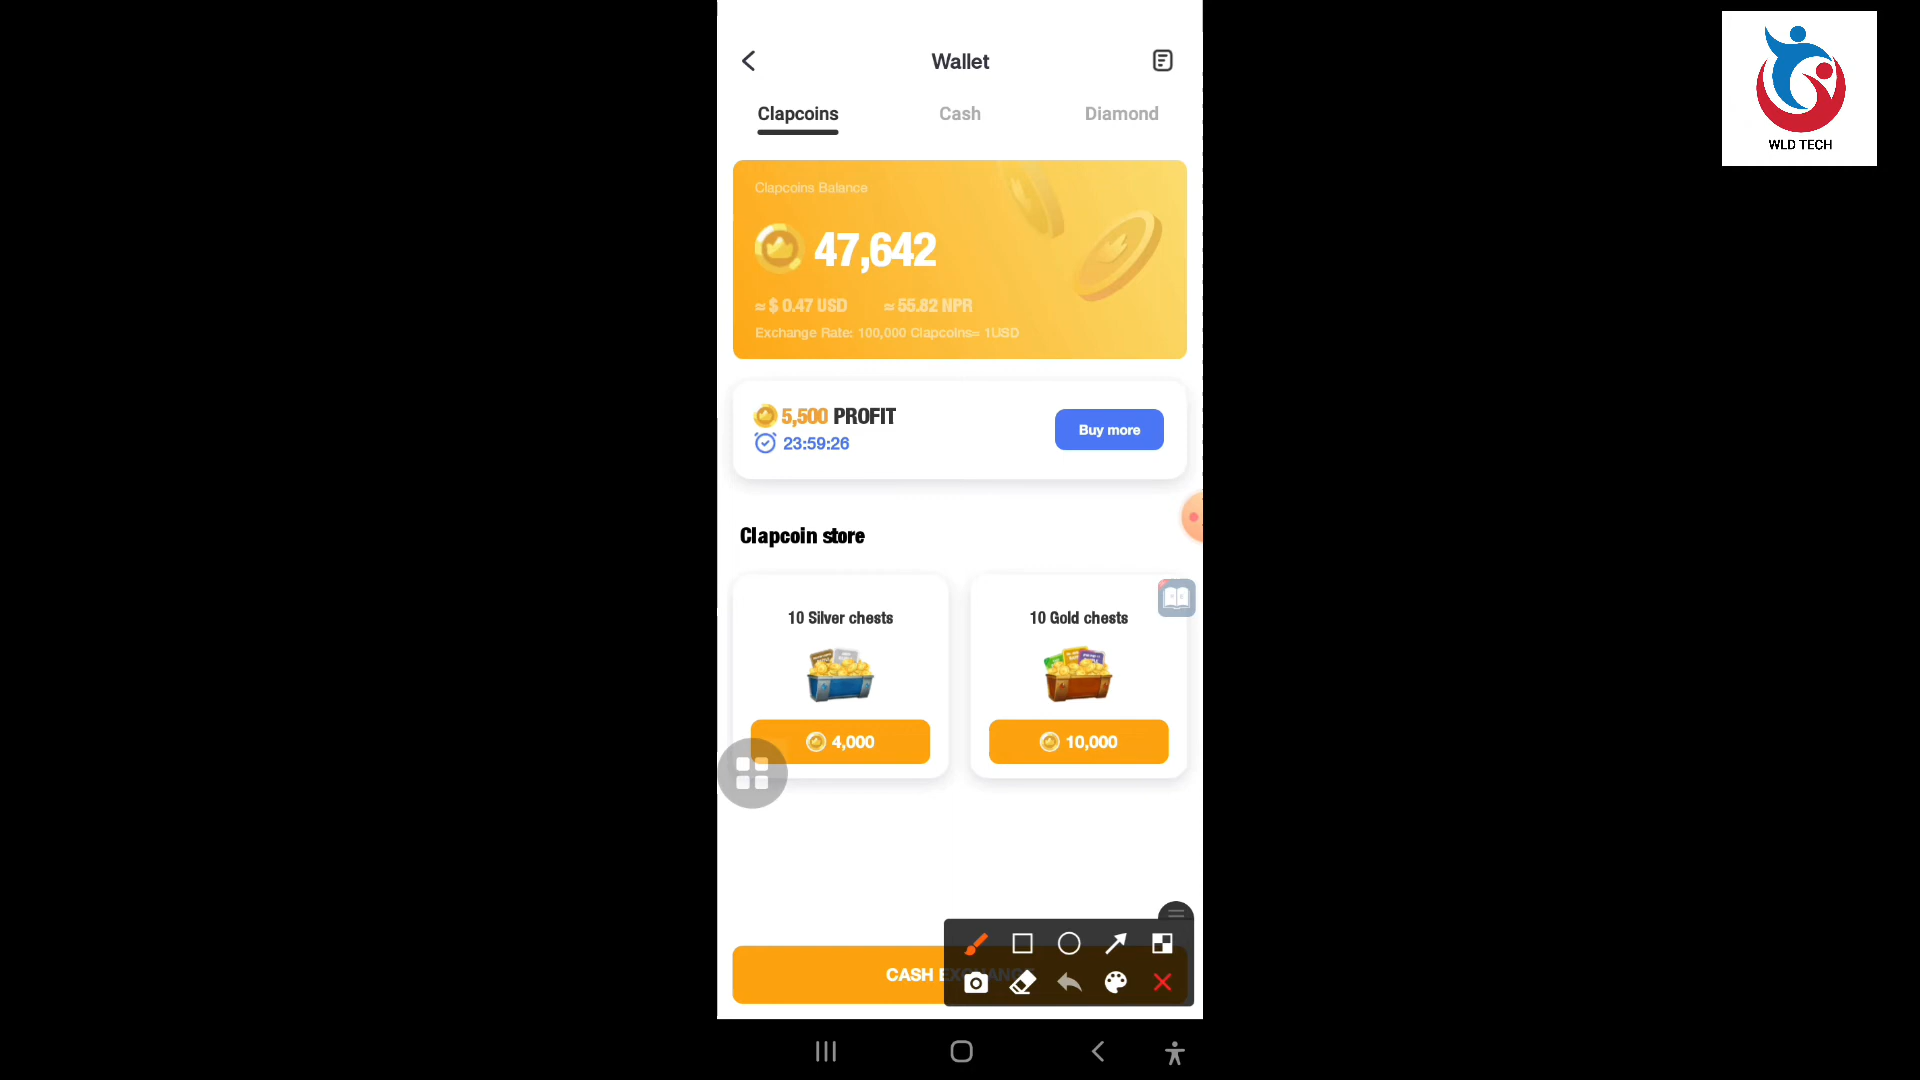 Wallet
Clapcoins Cash Diamond
Clapcoins Balance
47,642
≈ $ 0.47 USD ≈ 55.82 NPR
Exchange Rate: 100,000 Clapcoins= 1USD
5,500 PROFIT
23:59:26
Buy more
Clapcoin store
10 Silver chests
10 Gold chests
4,000
10,000
CASH EXCHANGE
WLD TECH